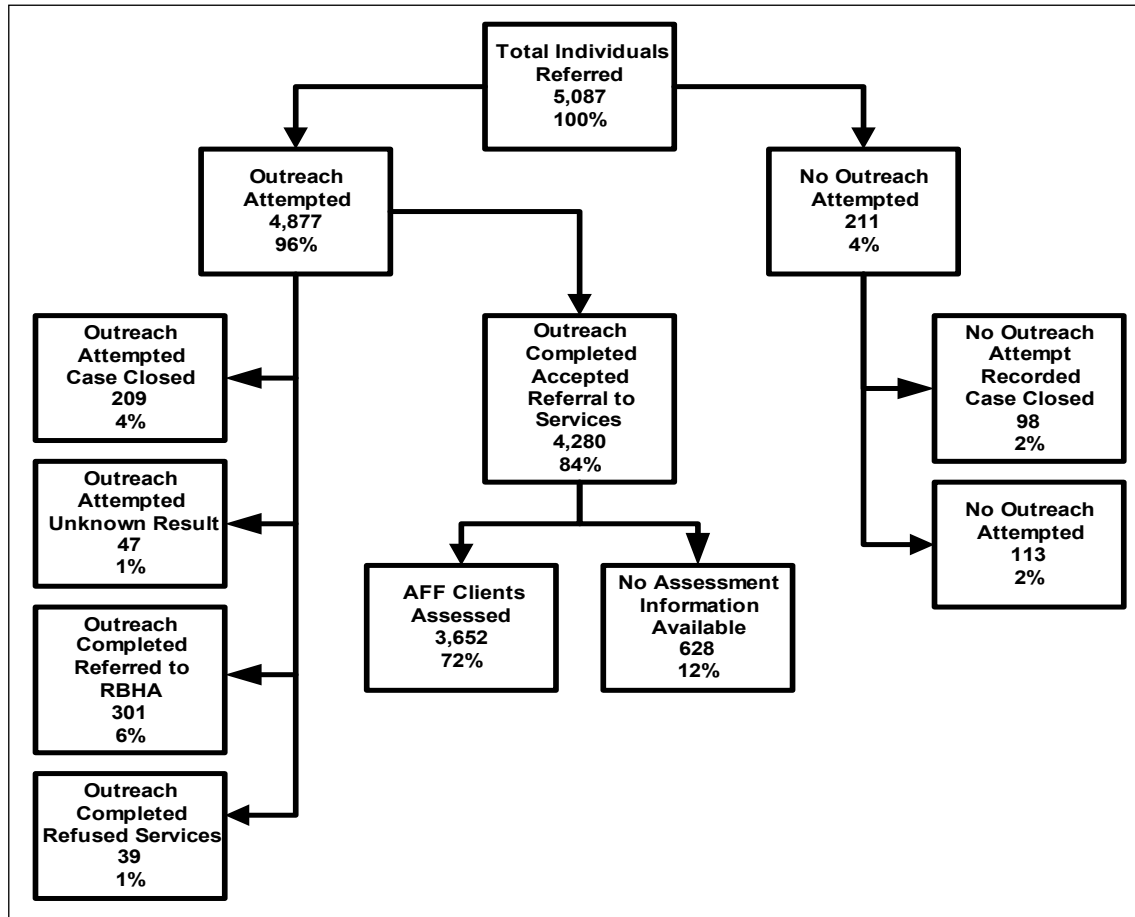 Total Individuals
Referred
5,087
100%
Outreach
Attempted
4,877
96%
No Outreach
Attempted
211
4%
Outreach
Attempted
Case Closed
209
4%
Outreach
Completed
Accepted
Referral to
Services
4,280
84%
No Outreach
Attempt
Recorded
Case Closed
98
2%
Outreach
Attempted
Unknown Result
47
1%
No Outreach
Attempted
113
2%
AFF Clients
Assessed
3,652
72%
No Assessment
Information
Available
628
12%
Outreach
Completed
Referred to
RBHA
301
6%
Outreach
Completed
Refused Services
39
1%